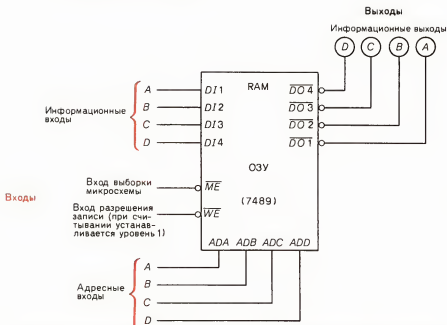 Выходы
Информационные выходы
D C B A
RAM
A DI1 DO4
B DI2 DO3
C DI3 DO2
D DI4 DO1
Информационные
входы
ОЗУ
Вход выборки
микросхемы
ME
(7489)
Входы
Вход разрешения
записи (при счи-
тывании устанав-
ливается уровень 1)
WE
ADA ADB ADC ADD
A
B
Адресные
входы
C
D